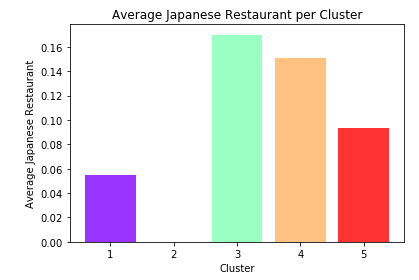 Average Japanese Restaurant per Cluster
Average Japanese Restaurant
0.16
0.14
0.12
0.10
0.08
0.06
0.04
0.02
0.00
1 2 3 4 5
Cluster